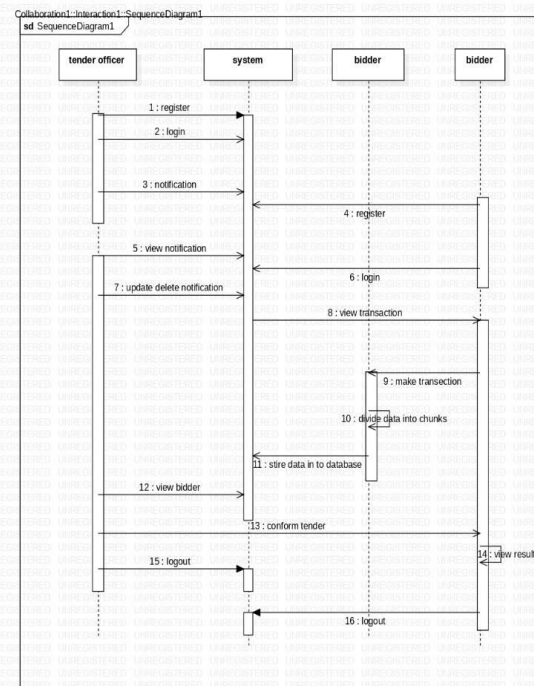 Collaboration1::Interaction1::SequenceDiagram1
sd SequenceDiagram1
tender officer
system
bidder
bidder
1 : register
2 : login
3 : notification
4 : register
5 : view notification
6 : login
7 : update delete notification
8 : view transaction
9 : make transection
10 : divide data into chunks
11 : stire data in to database
12 : view bidder
13 : conform tender
14 : view result
15 : logout
16 : logout
UNREGISTERED